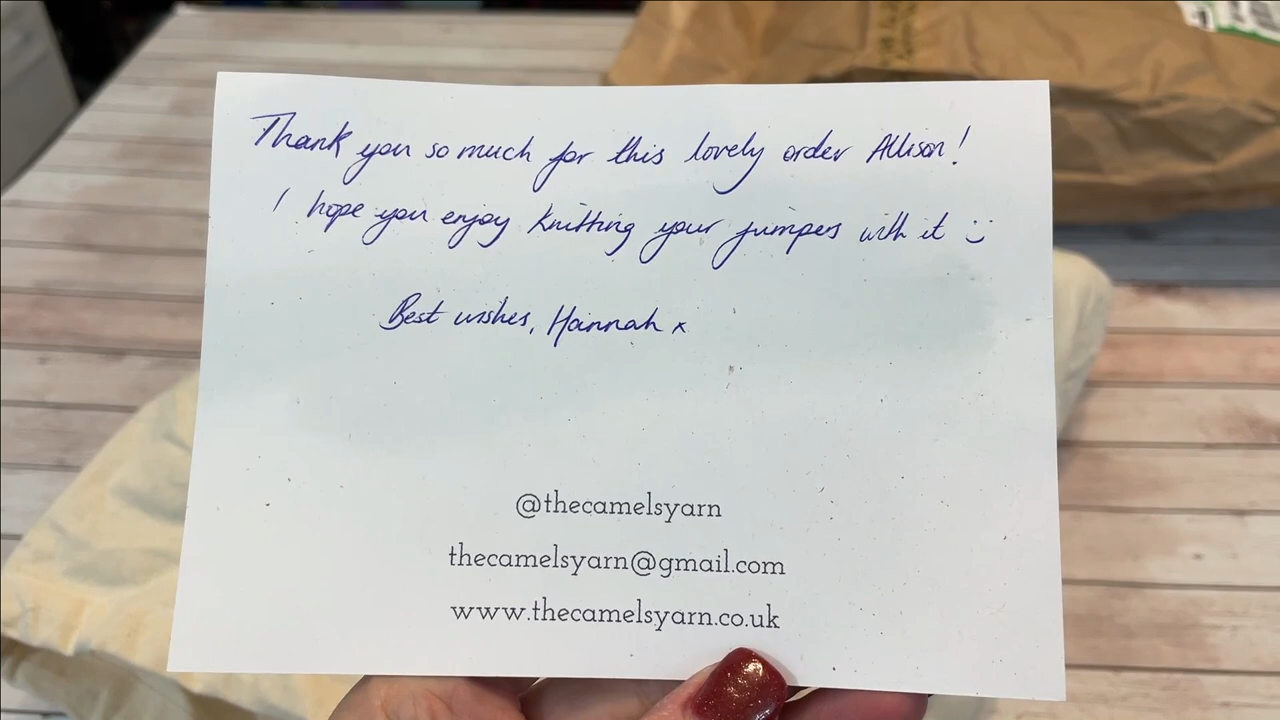 Thank you so much for this lovely order Allison!
I hope you enjoy knitting your jumpers with it :)
Best wishes, Hannah x
@thecamelsyarn
thecamelsyarn@gmail.com
www.thecamelsyarn.co.uk